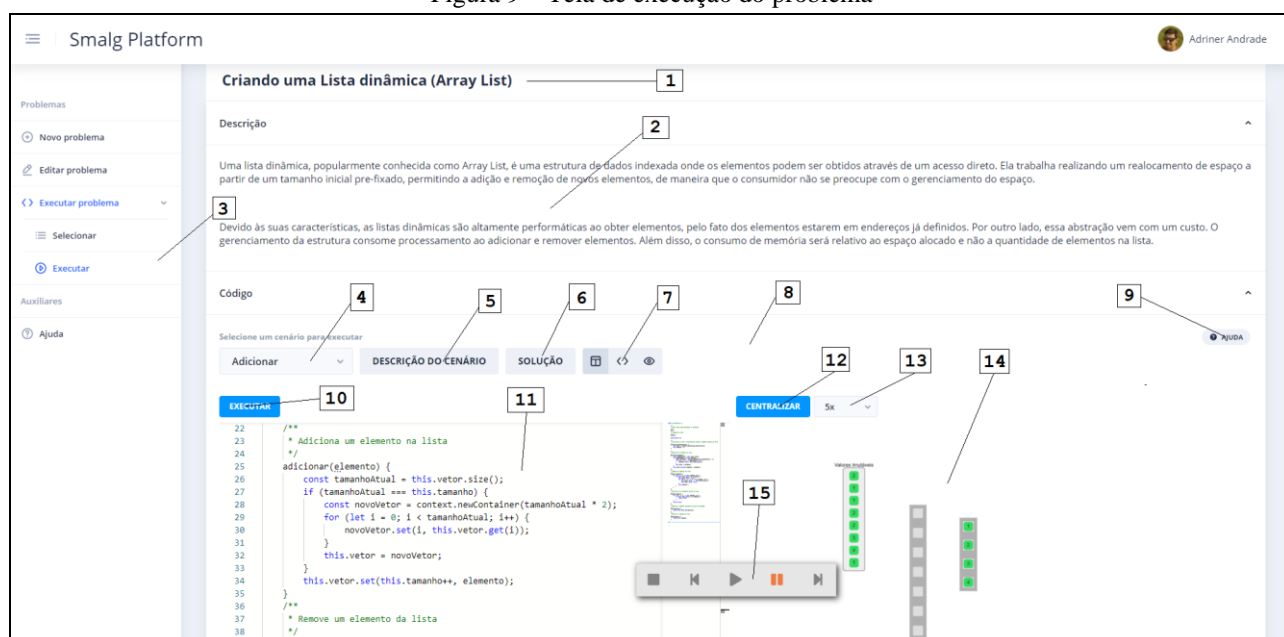 Figura 9 – Tela de execução do problema
Smalg Platform
Adriner Andrade
Criando uma Lista dinâmica (Array List)
1
Problemas
Novo problema
Editar problema
Executar problema
Selecionar
Executar
Auxiliares
Ajuda
3
Descrição
2
Uma lista dinâmica, popularmente conhecida como Array List, é uma estrutura de dados indexada onde os elementos podem ser obtidos através de um acesso direto. Ela trabalha realizando um realocamento de espaço a
partir de um tamanho inicial pre-fixado, permitindo a adição e remoção de novos elementos, de maneira que o consumidor não se preocupe com o gerenciamento do espaço.
Devido às suas características, as listas dinâmicas são altamente performáticas ao obter elementos, pelo fato dos elementos estarem em endereços já definidos. Por outro lado, essa abstração vem com um custo. O
gerenciamento da estrutura consome processamento ao adicionar e remover elementos. Além disso, o consumo de memória será relativo ao espaço alocado e não a quantidade de elementos na lista.
Código
4
5
6
7
8
9
Selecione um cenário para executar
AJUDA
Adicionar
DESCRIÇÃO DO CENÁRIO
SOLUÇÃO
12
13
14
10
11
EXECUTAR
CENTRALIZAR
5x
22 /**
23 * Adiciona um elemento na lista
24 */
25 adicionar(elemento) {
26 const tamanhoAtual = this.vetor.size();
27 if (tamanhoAtual === this.tamanho) {
28 const novoVetor = context.newContainer(tamanhoAtual * 2);
29 for (let i = 0; i < tamanhoAtual; i++) {
30 novoVetor.set(i, this.vetor.get(i));
31 }
32 this.vetor = novoVetor;
33 }
34 this.vetor.set(this.tamanho++, elemento);
35 }
36 /**
37 * Remove um elemento da lista
38 */
15